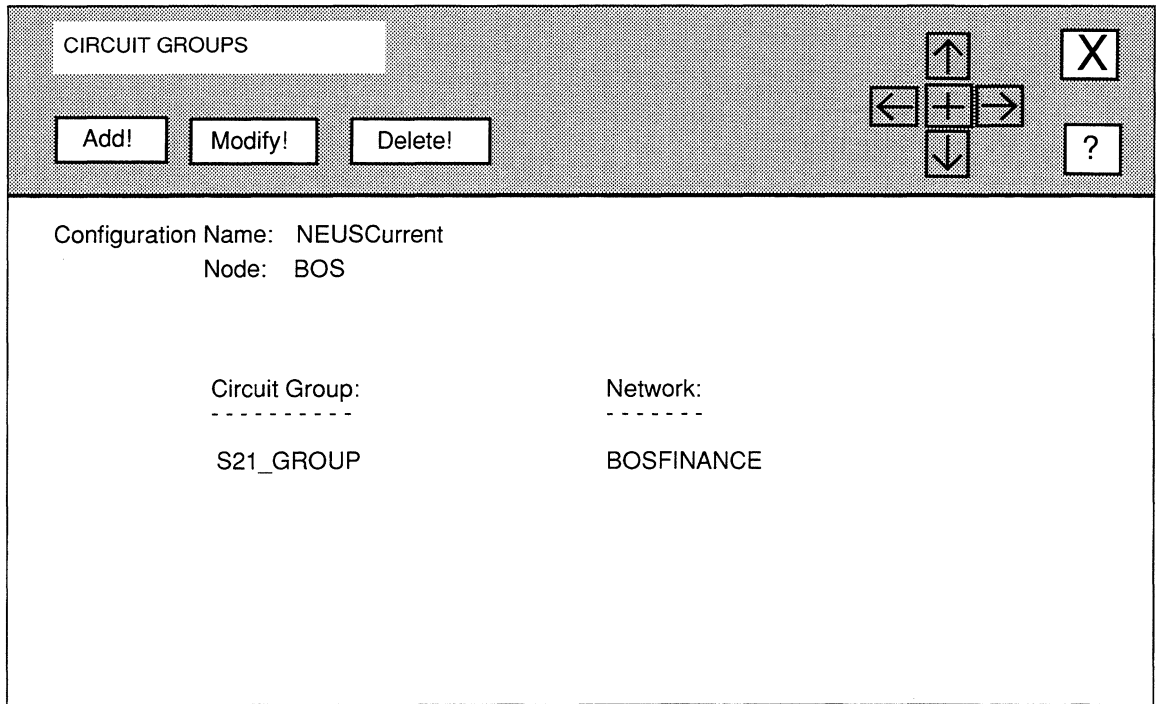 CIRCUIT GROUPS
X
Add! Modify! Delete!
?
Configuration Name: NEUSCurrent
Node: BOS
Circuit Group: Network:
- - - - - - - - - - - - - - - - -
S21_GROUP BOSFINANCE